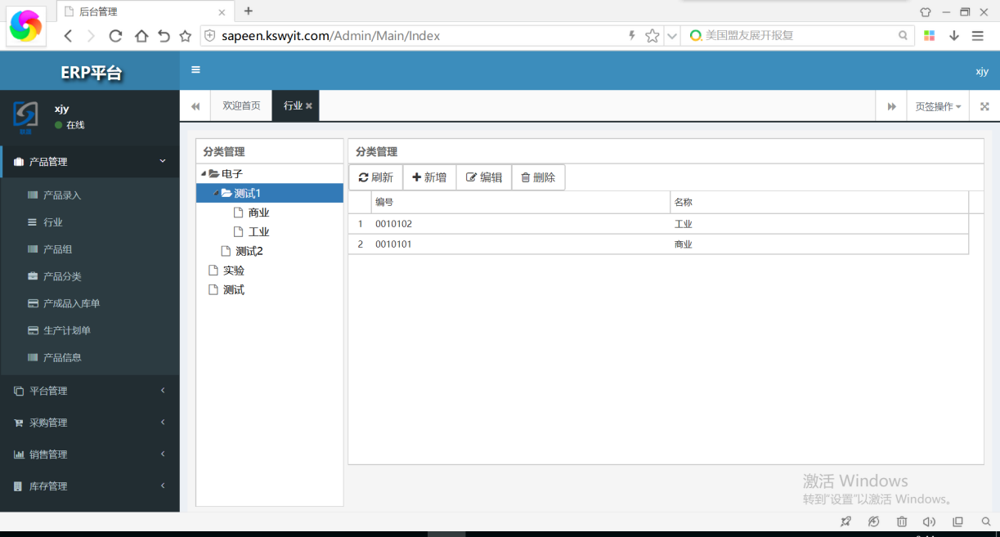 后台管理
sapeen.kswyit.com/Admin/Main/Index
美国盟友展开报复
ERP平台
xjy
xjy
在线
欢迎首页
行业
页签操作
产品管理
产品录入
行业
产品组
产品分类
产成品入库单
生产计划单
产品信息
平台管理
采购管理
销售管理
库存管理
分类管理
电子
测试1
商业
工业
测试2
实验
测试
分类管理
刷新 新增 编辑 删除
编号 名称
1 0010102 工业
2 0010101 商业
激活 Windows
转到"设置"以激活 Windows。